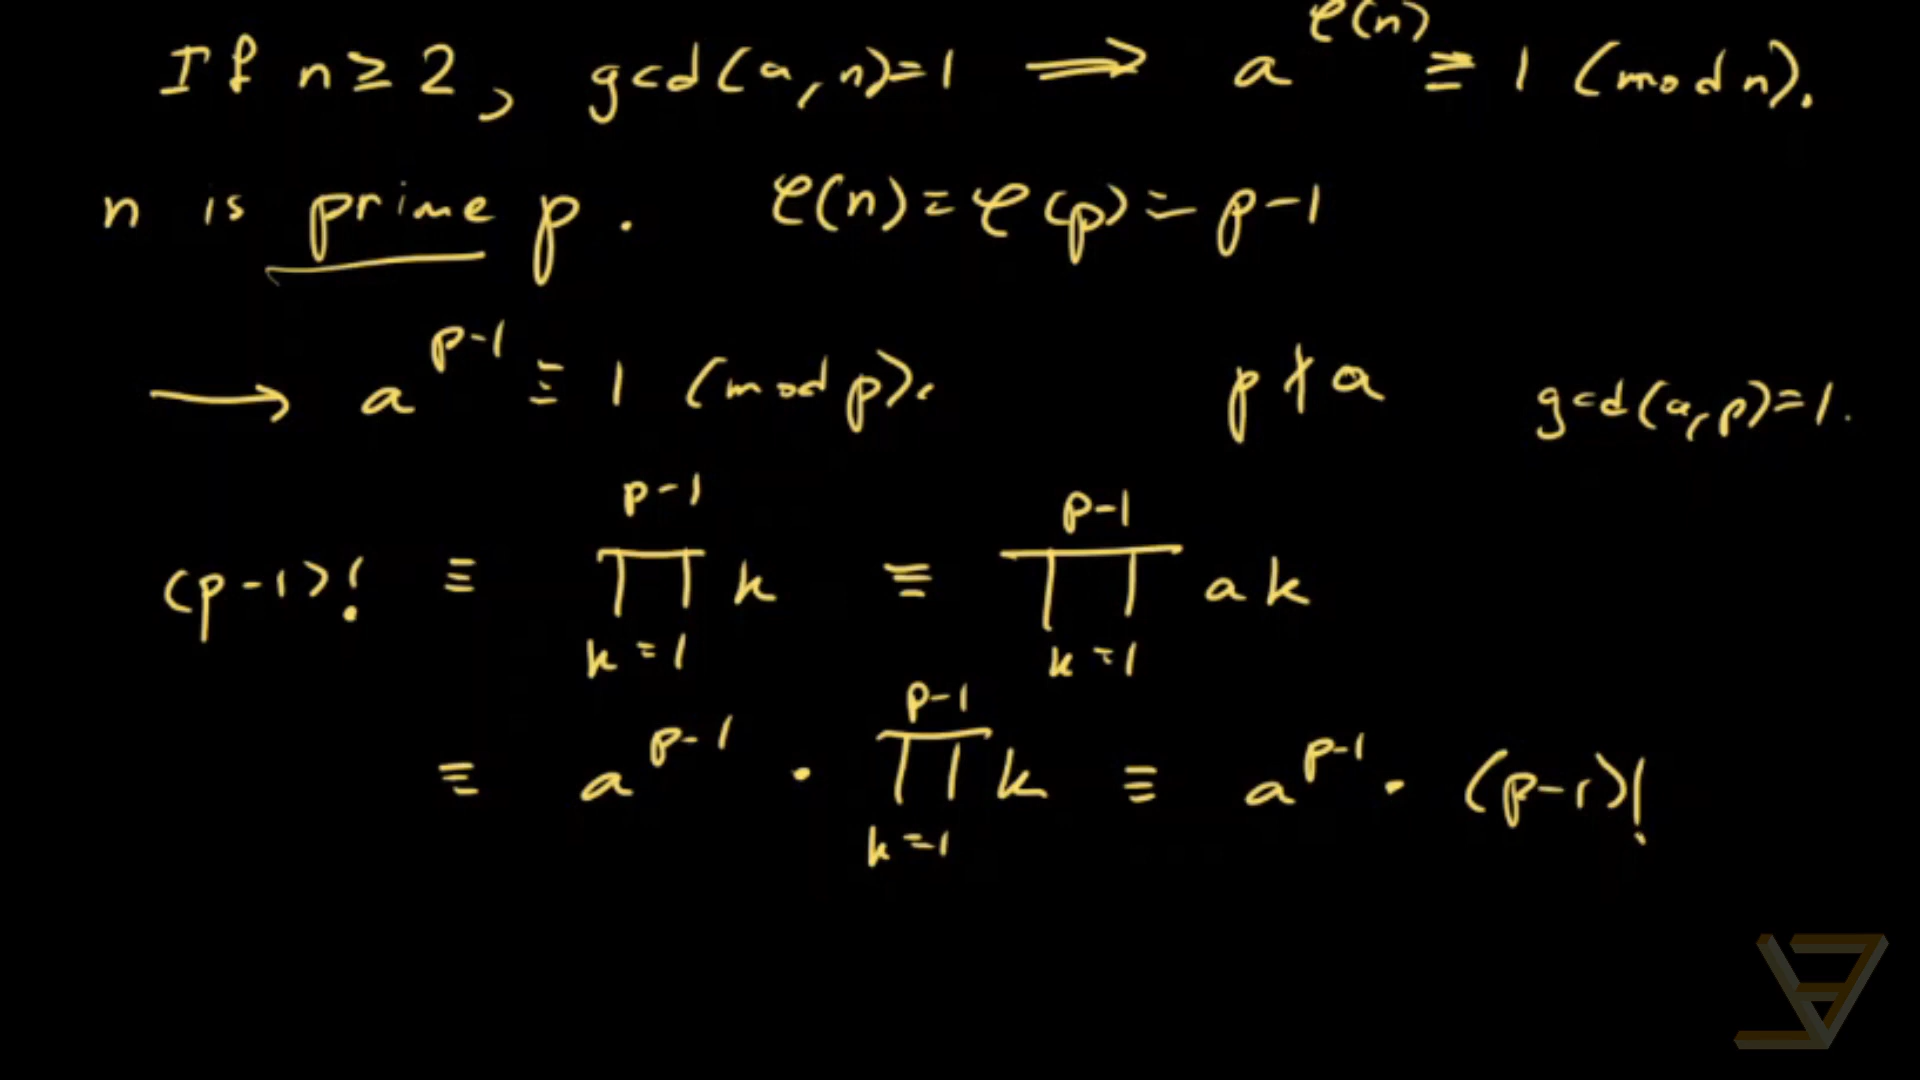 If n ≥ 2, gcd(a, n) = 1 ⟹ a^φ(n) ≡ 1 (mod n).
n is prime p. φ(n) = φ(p) = p-1
→ a^(p-1) ≡ 1 (mod p). p ∤ a gcd(a, p) = 1.
(p-1)! ≡ ∏_{k=1}^{p-1} k ≡ ∏_{k=1}^{p-1} ak
≡ a^(p-1) · ∏_{k=1}^{p-1} k ≡ a^(p-1) · (p-1)!